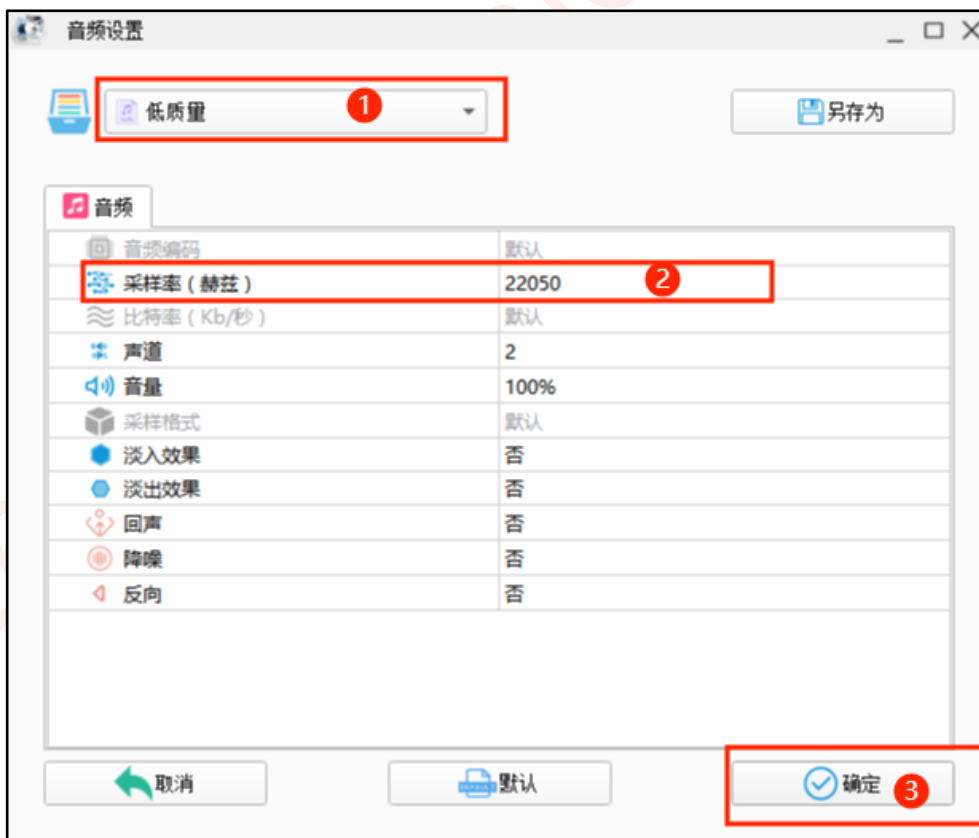 音频设置
低质量 1
另存为
音频
音频编码 默认
采样率（赫兹） 22050 2
比特率（Kb/秒） 默认
声道 2
音量 100%
采样格式 默认
淡入效果 否
淡出效果 否
回声 否
降噪 否
反向 否
取消 默认 确定 3